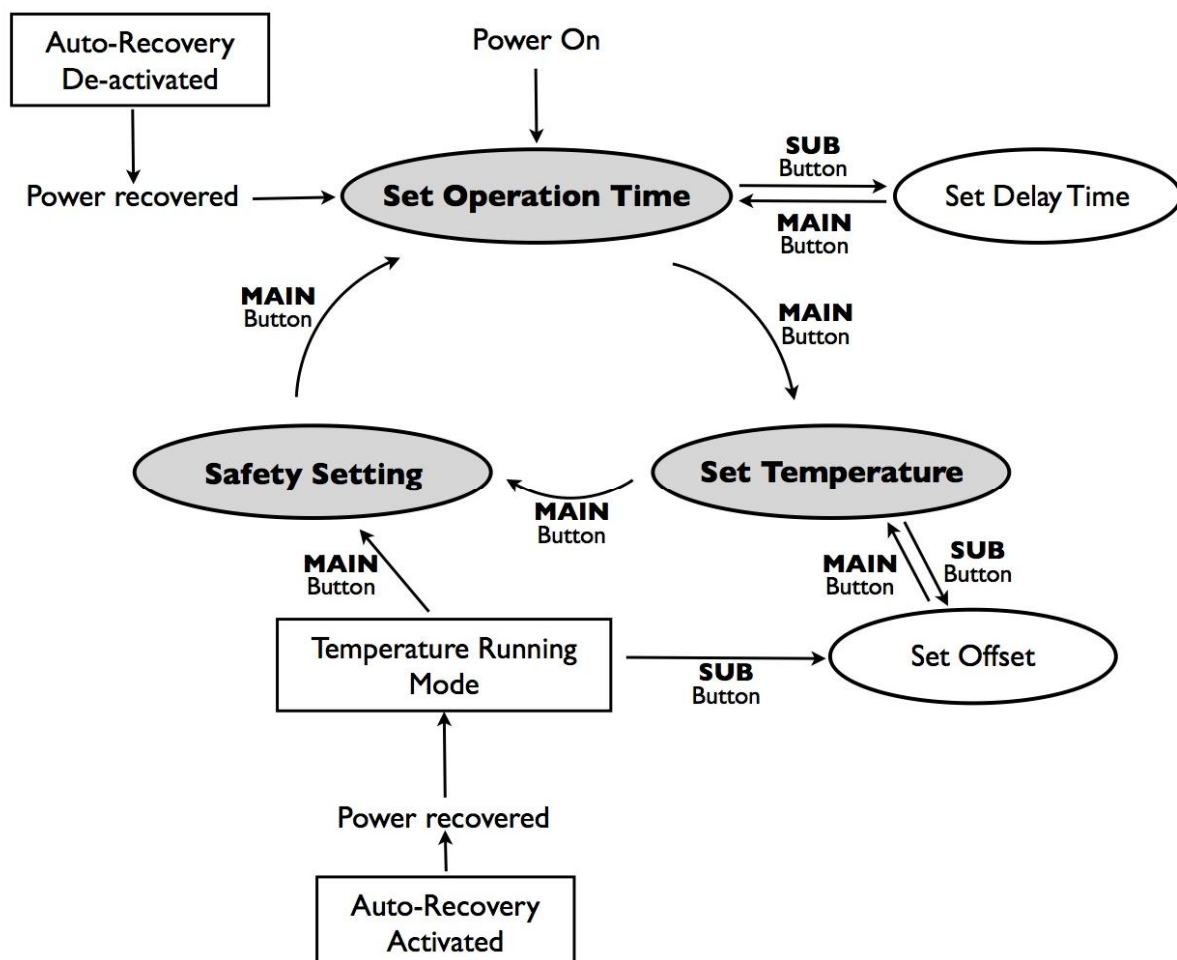 Auto-Recovery
De-activated
Power On
Power recovered
Set Operation Time
SUB
Button
MAIN
Button
Set Delay Time
MAIN
Button
MAIN
Button
Safety Setting
Set Temperature
MAIN
Button
MAIN
Button
MAIN
Button
SUB
Button
Temperature Running
Mode
SUB
Button
Set Offset
Power recovered
Auto-Recovery
Activated